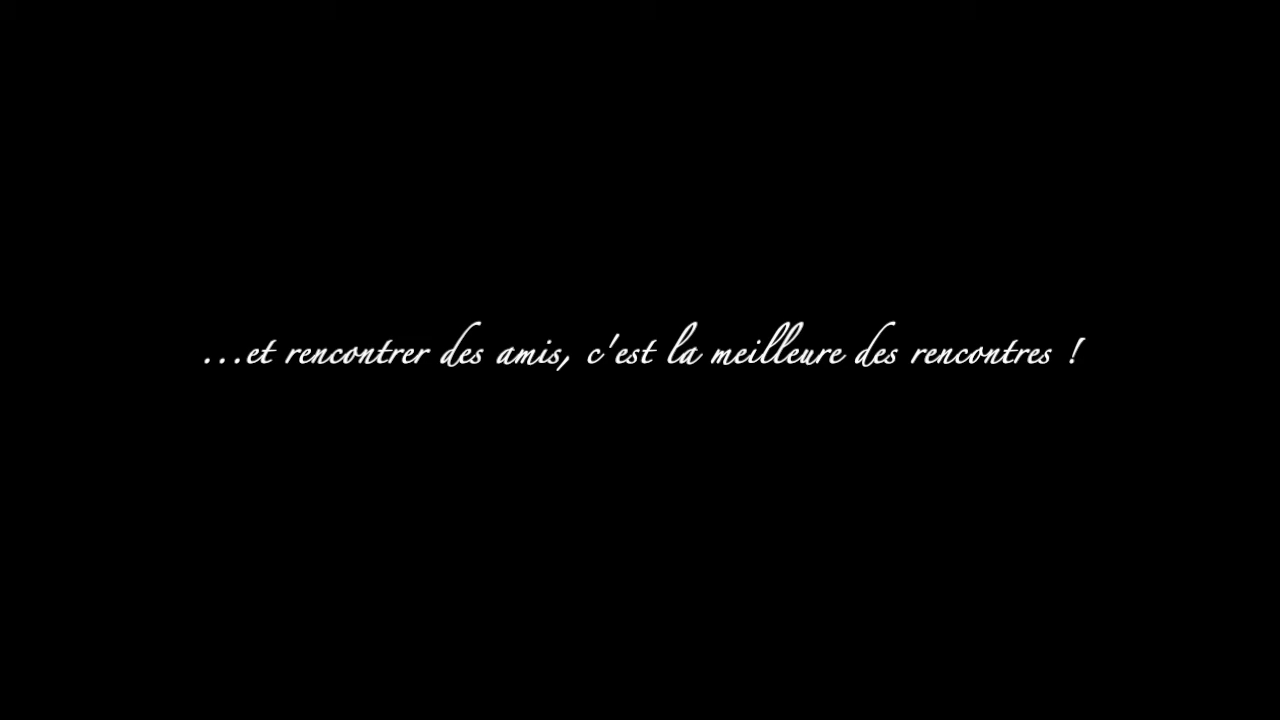 ...et rencontrer des amis, c'est la meilleure des rencontres !